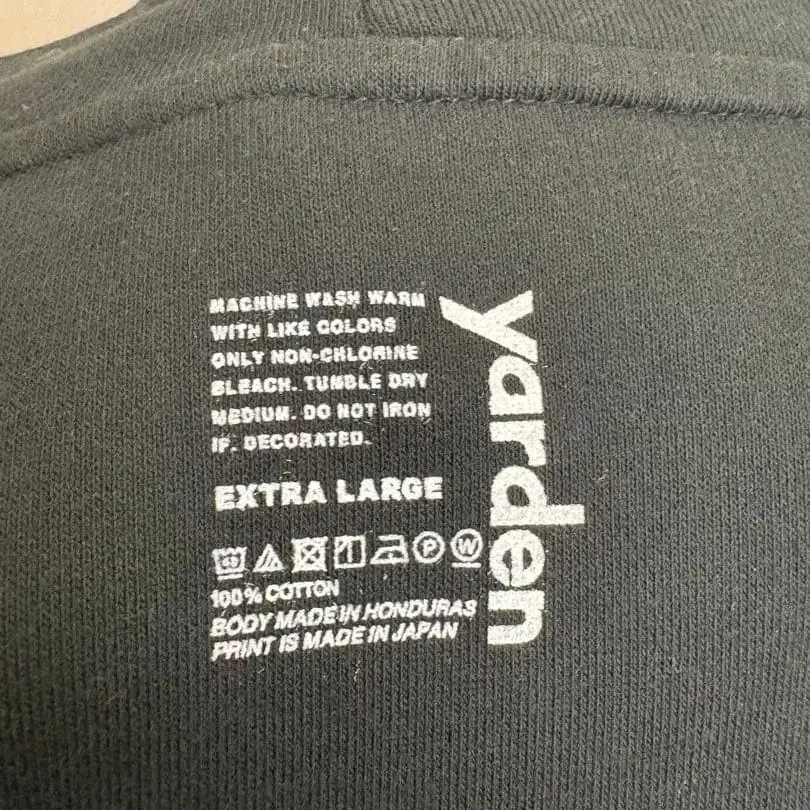 MACHINE WASH WARM
WITH LIKE COLORS
ONLY NON-CHLORINE
BLEACH. TUMBLE DRY
MEDIUM. DO NOT IRON
IF. DECORATED.
EXTRA LARGE
40 P W
100% COTTON
BODY MADE IN HONDURAS
PRINT IS MADE IN JAPAN
yarden